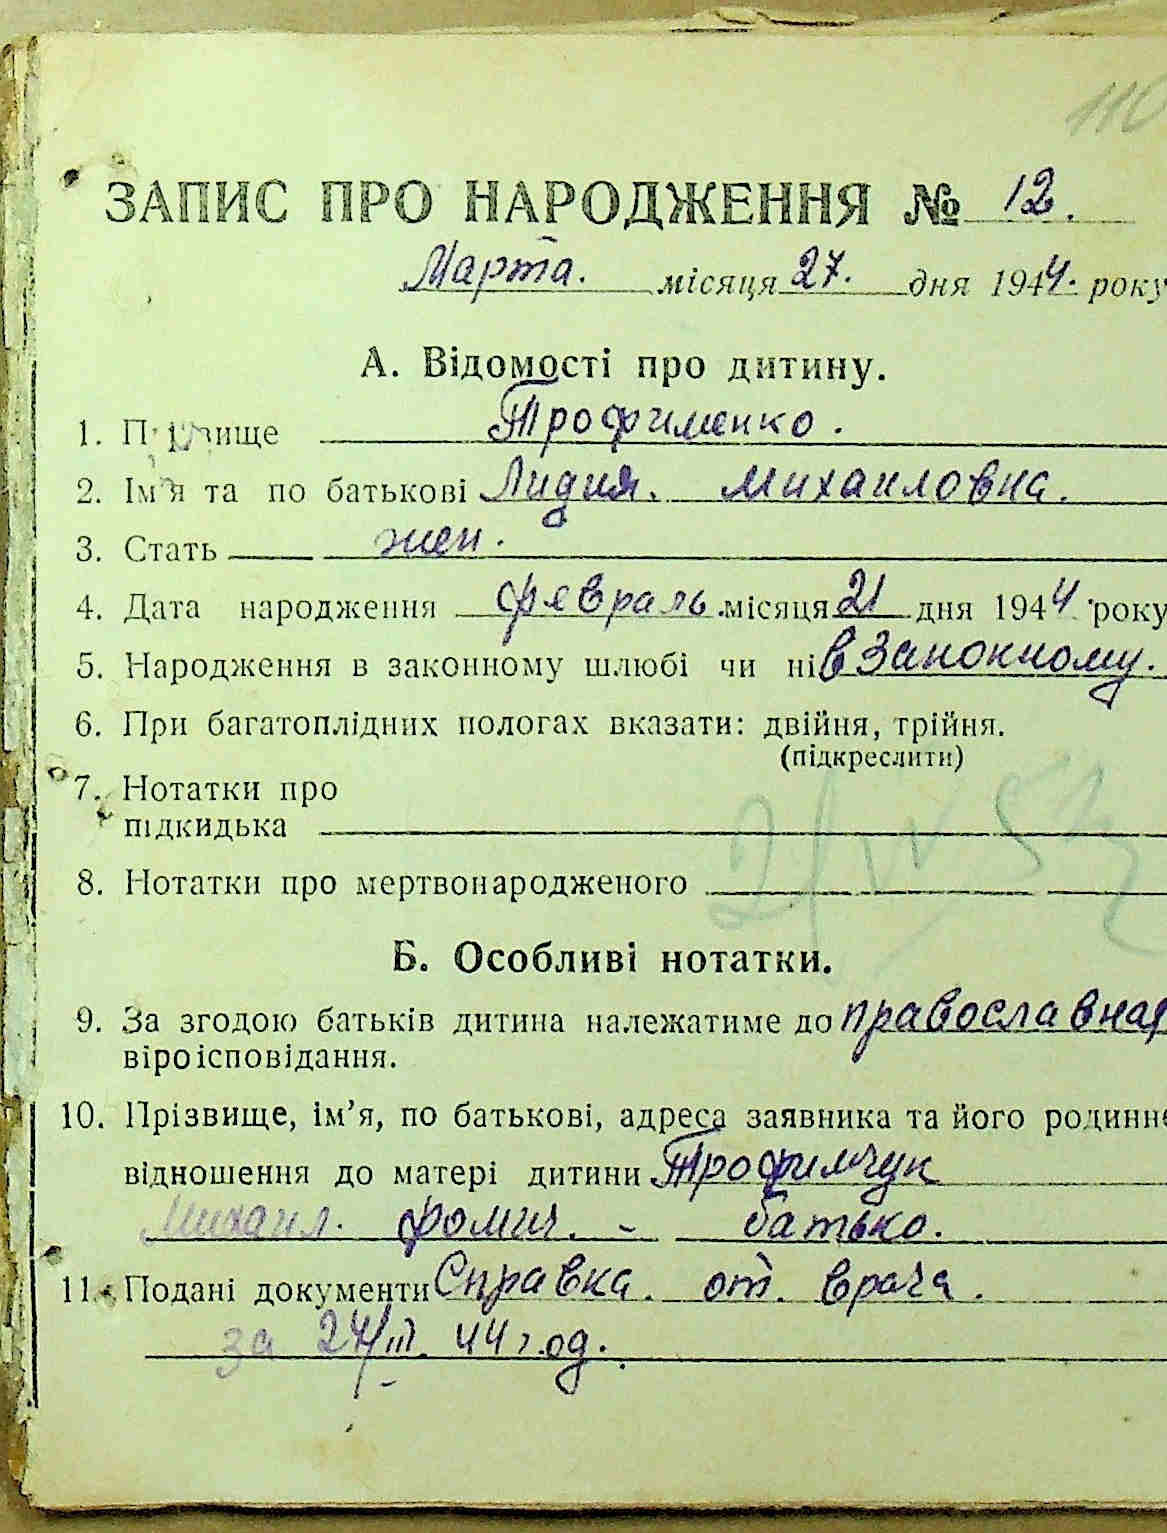 110
ЗАПИС ПРО НАРОДЖЕННЯ № 12.
Марта. місяця 27. дня 1944. року
А. Відомості про дитину.
1. Прізвище Трофименко.
2. Ім'я та по батькові Лидия. Михаиловна.
3. Стать жен.
4. Дата народження февраль місяця 21 дня 1944 року
5. Народження в законному шлюбі чи ні в Законному.
6. При багатоплідних пологах вказати: двійня, трійня.
(підкреслити)
7. Нотатки про
підкидька
8. Нотатки про мертвонародженого
Б. Особливі нотатки.
9. За згодою батьків дитина належатиме до православная
віроісповідання.
10. Прізвище, ім'я, по батькові, адреса заявника та його родинне
відношення до матері дитини Трофимчук
Михаил. Фомич. - батько.
11. Подані документи Справка. от. врача.
за 27/III. 44 год.